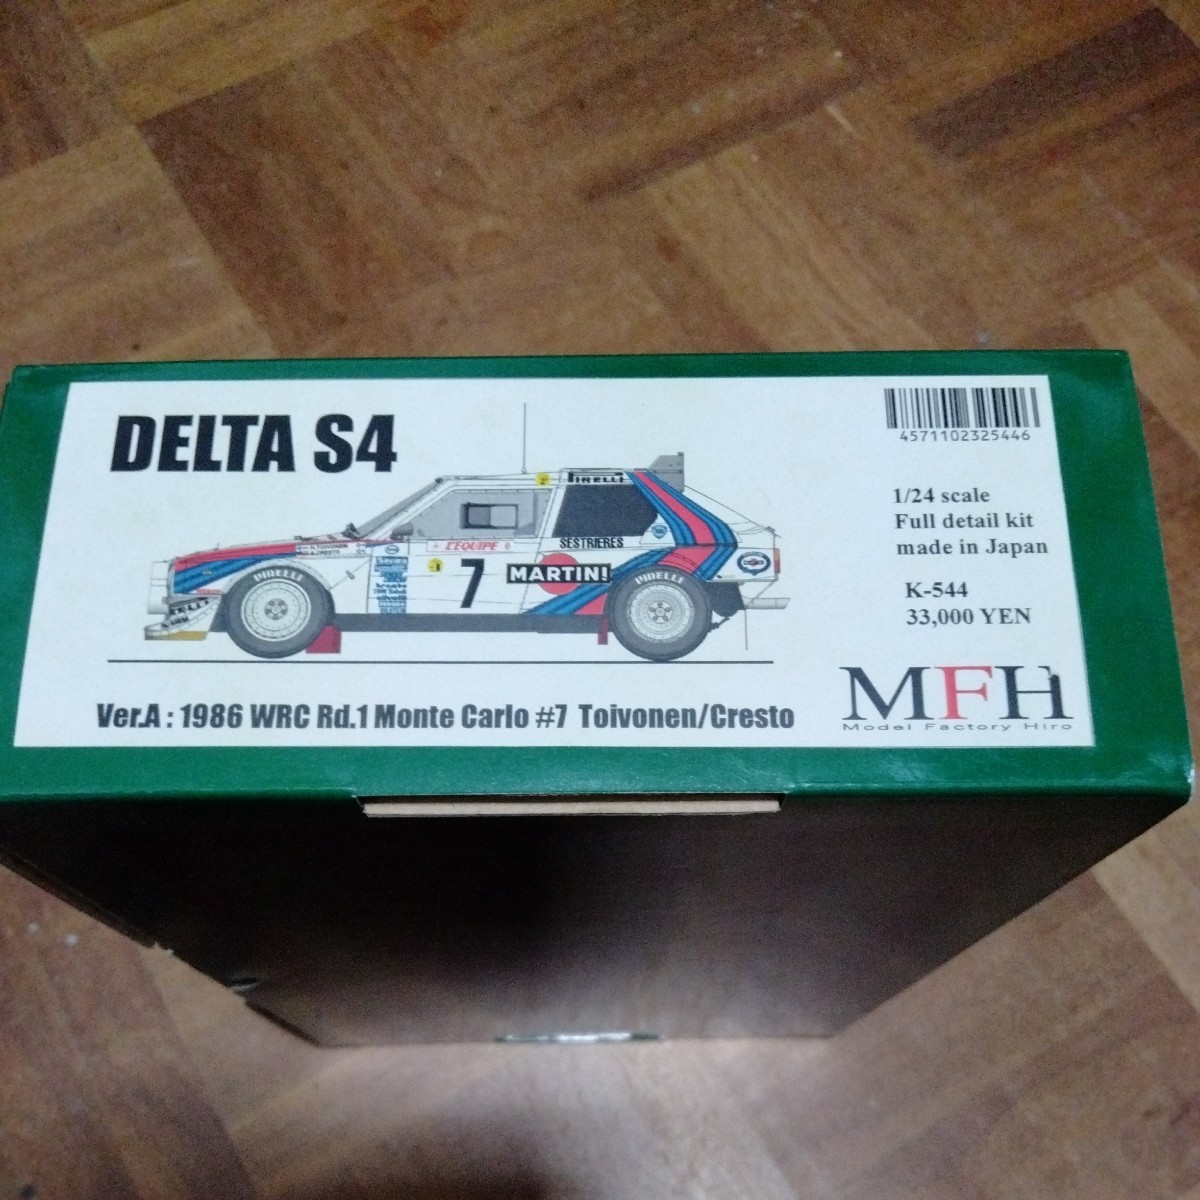 DELTA S4
4571102325446
1/24 scale
Full detail kit
made in Japan
K-544
33,000 YEN
PIRELLI
SESTRIERES
H.TOIVONEN
L'EQUIPE
7
MARTINI
PIRELLI
PIRELLI
Ver.A : 1986 WRC Rd.1 Monte Carlo #7 Toivonen/Cresto
MFH
Model Factory Hiro